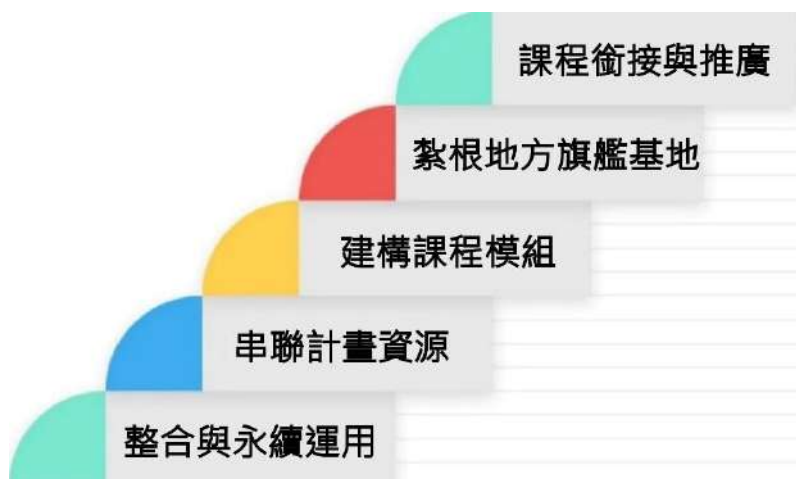 課程銜接與推廣
紮根地方旗艦基地
建構課程模組
串聯計畫資源
整合與永續運用